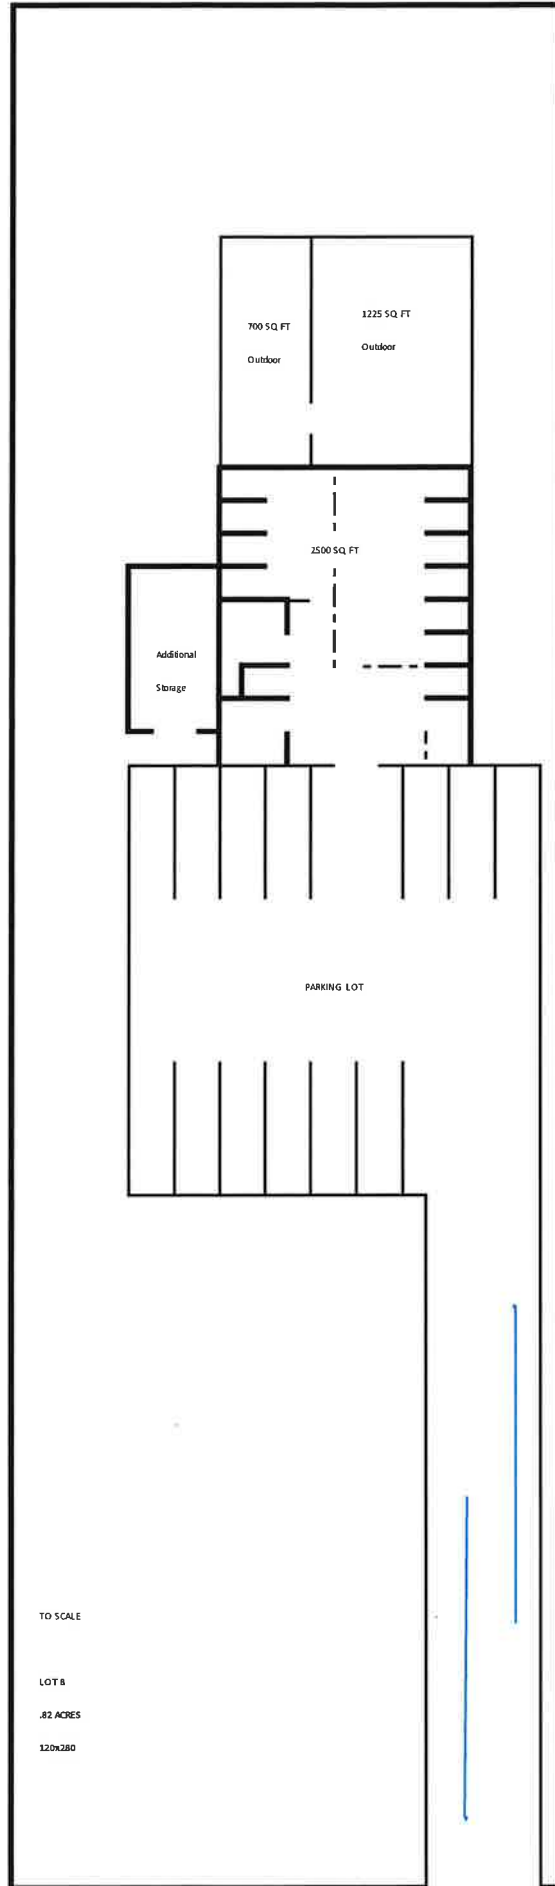 1225 SQ FT
700 SQ FT
Outdoor
Outdoor
2500 SQ FT
Additional
Storage
PARKING LOT
TO SCALE
LOT 8
.82 ACRES
120x280